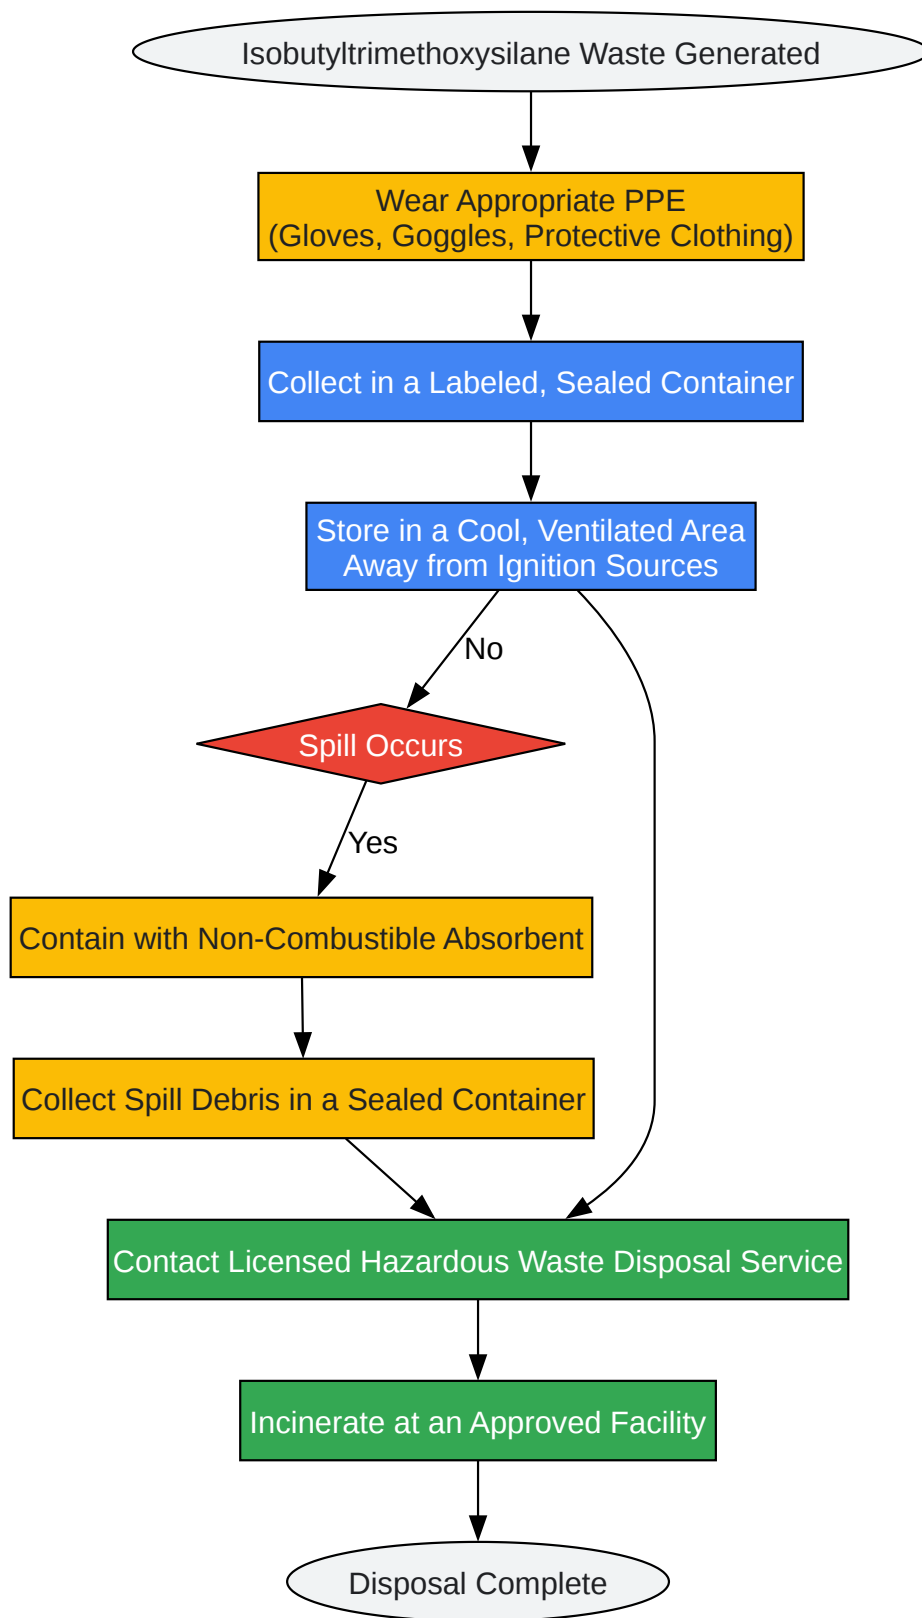 Isobutyltrimethoxysilane Waste Generated
Wear Appropriate PPE
(Gloves, Goggles, Protective Clothing)
Collect in a Labeled, Sealed Container
Store in a Cool, Ventilated Area
Away from Ignition Sources
No
Spill Occurs
Yes
Contain with Non-Combustible Absorbent
Collect Spill Debris in a Sealed Container
Contact Licensed Hazardous Waste Disposal Service
Incinerate at an Approved Facility
Disposal Complete